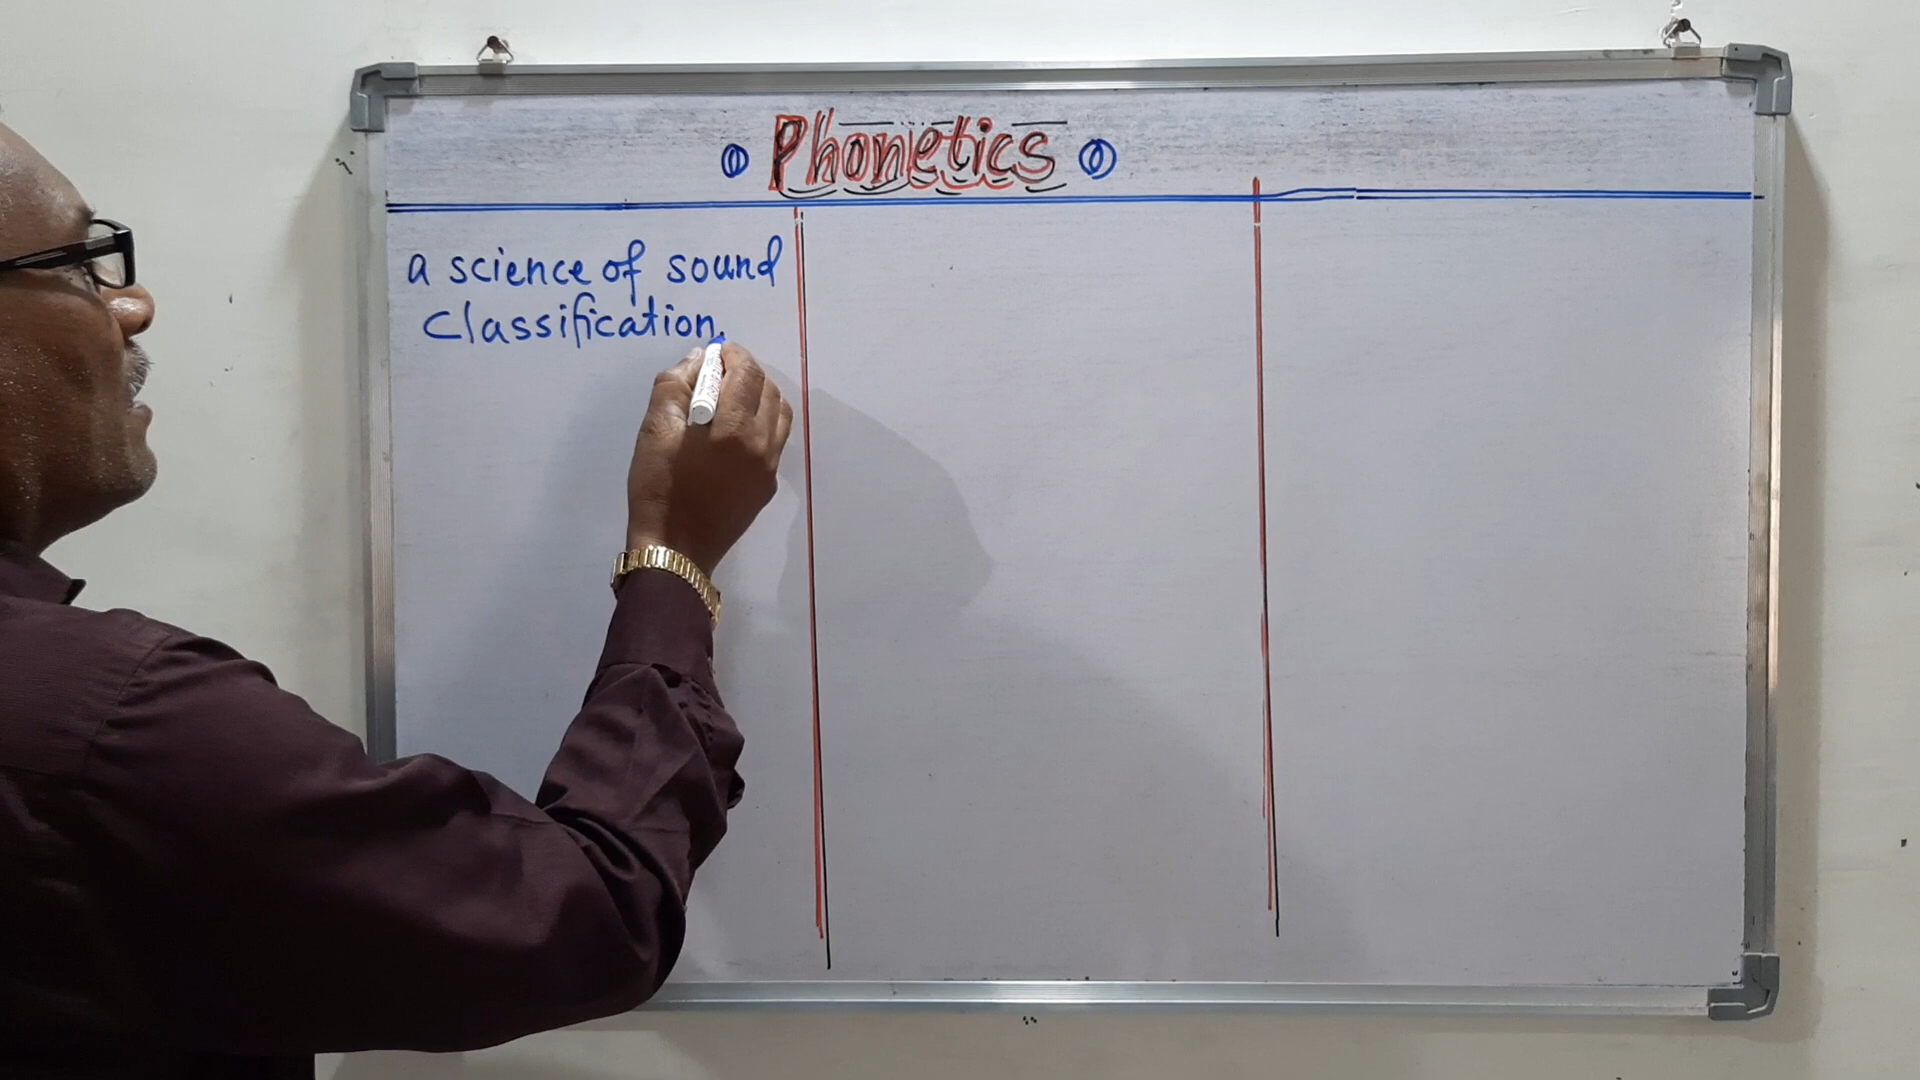 Phonetics
a science of sound
classification.